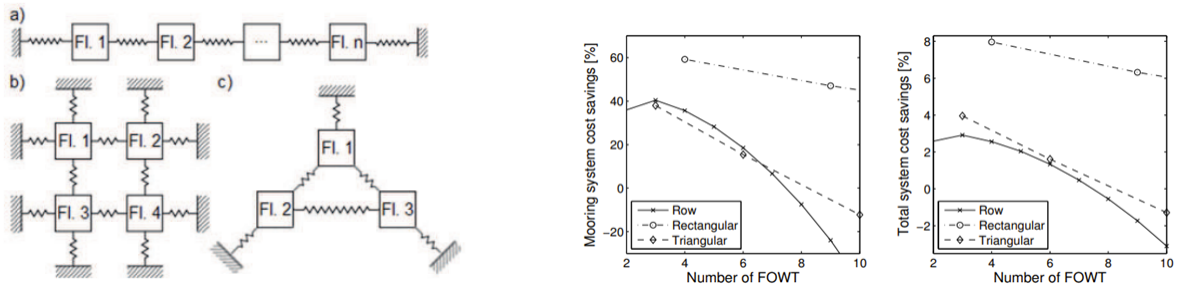 a)
Fl. 1 Fl. 2 ... Fl. n
b)
Fl. 1 Fl. 2
Fl. 3 Fl. 4
c)
Fl. 1
Fl. 2 Fl. 3
Mooring system cost savings [%]
60
40
20
0
−20
Row
Rectangular
Triangular
2 4 6 8 10
Number of FOWT
Total system cost savings [%]
8
6
4
2
0
−2
Row
Rectangular
Triangular
2 4 6 8 10
Number of FOWT